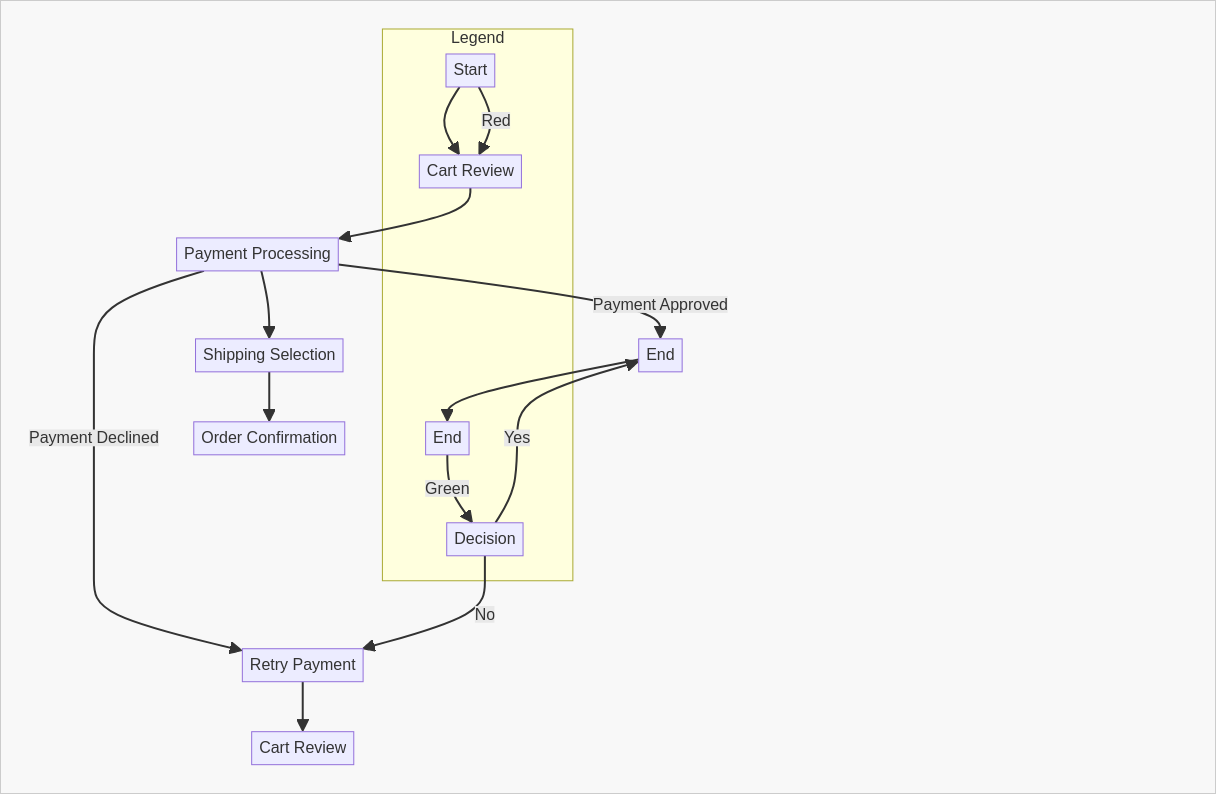 Legend
Start
Red
Cart Review
Payment Processing
Payment Approved
Shipping Selection
End
Payment Declined
Order Confirmation
End
Yes
Green
Decision
No
Retry Payment
Cart Review